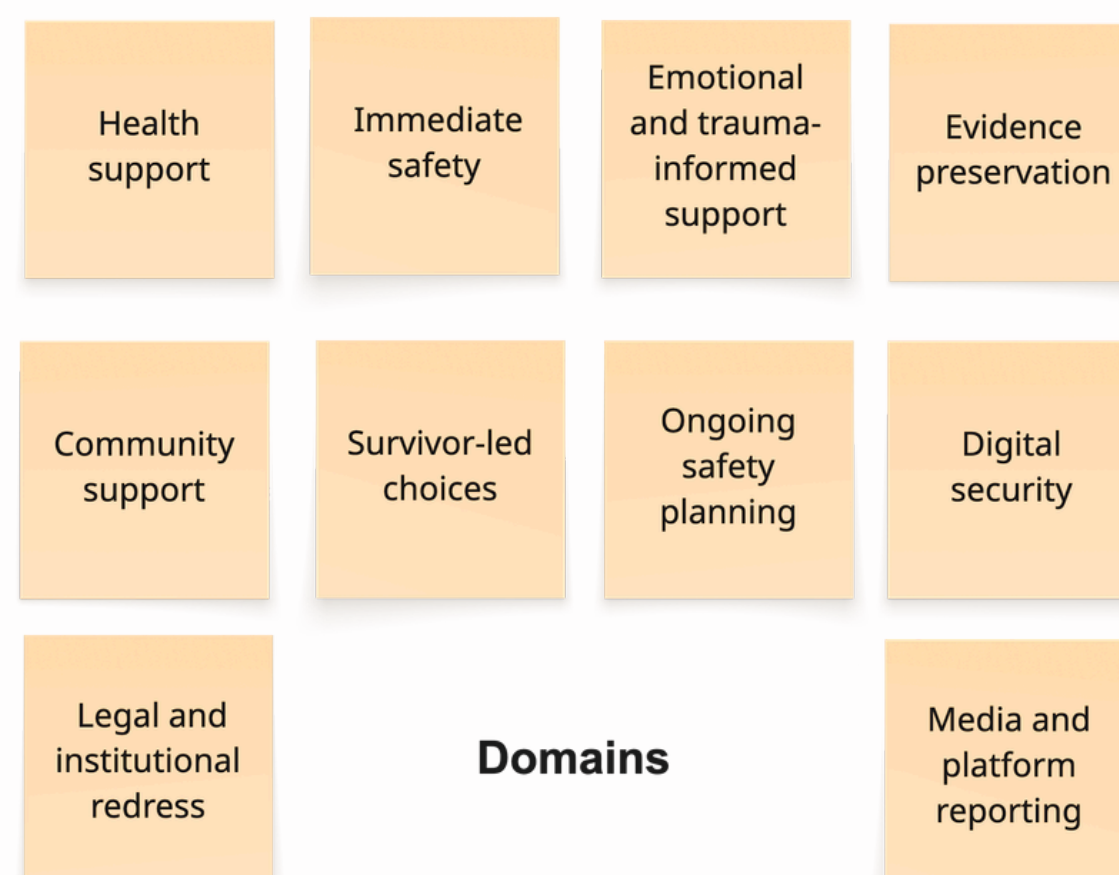 Health
support
Immediate
safety
Emotional
and trauma-
informed
support
Evidence
preservation
Community
support
Survivor-led
choices
Ongoing
safety
planning
Digital
security
Legal and
institutional
redress
Domains
Media and
platform
reporting